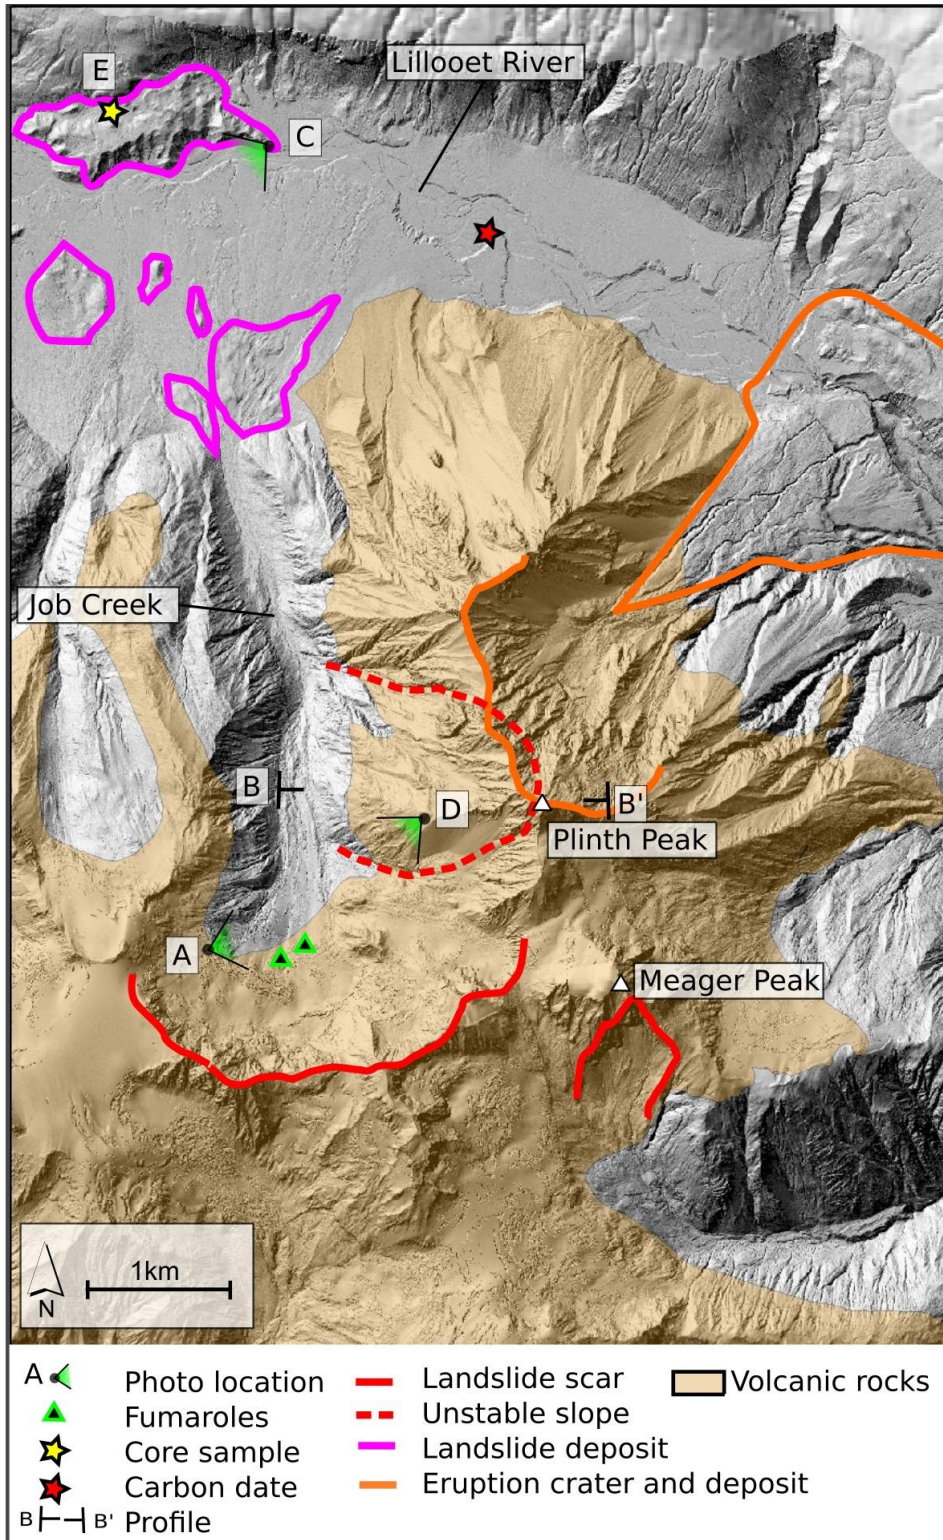 Lillooet River
E
C
Job Creek
B
D
B'
Plinth Peak
A
Meager Peak
1km
N
A
Photo location
Fumaroles
Core sample
Carbon date
B B' Profile
Landslide scar
Unstable slope
Landslide deposit
Eruption crater and deposit
Volcanic rocks